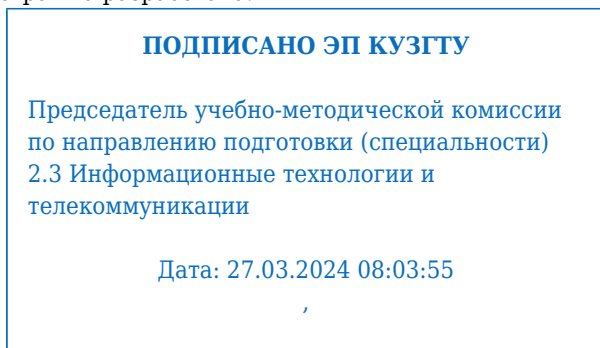 ПОДПИСАНО ЭП КУЗГТУ
Председатель учебно-методической комиссии
по направлению подготовки (специальности)
2.3 Информационные технологии и
телекоммуникации
Дата: 27.03.2024 08:03:55
,